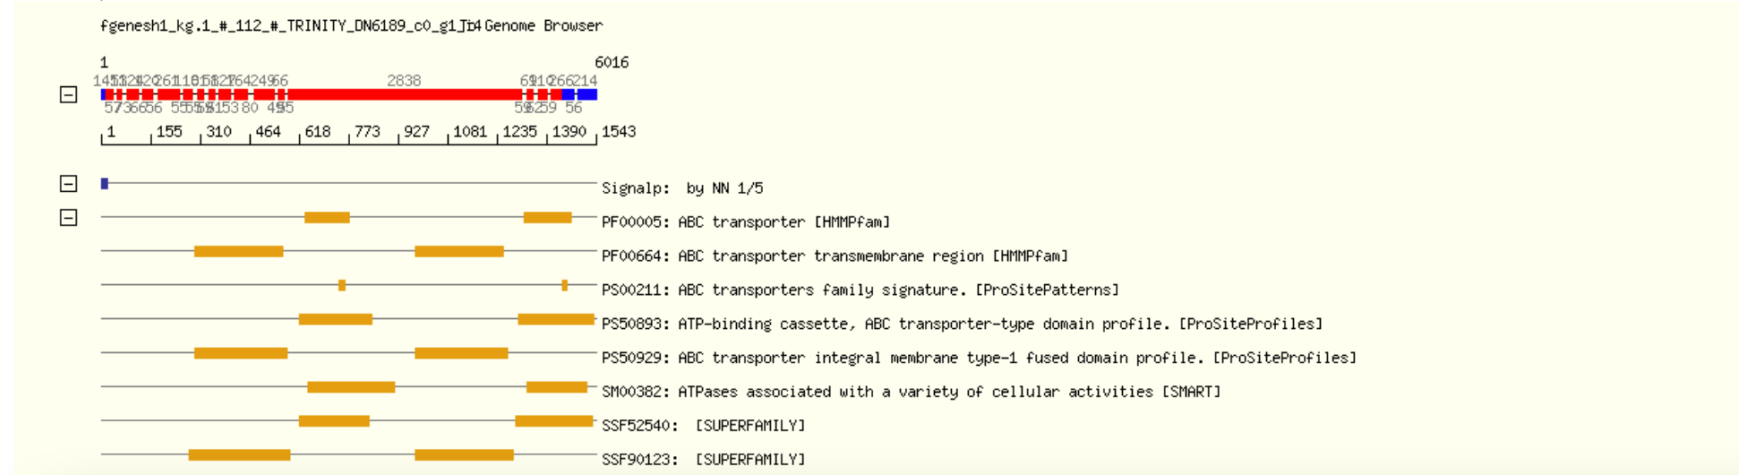 fgenesh1_kg.1_#_112_#_TRINITY_DN6189_c0_g1 Genome Browser
1 6016
2838
80 56
1 155 310 464 618 773 927 1081 1235 1390 1543
Signalp: by NN 1/5
PF00005: ABC transporter [HMMPfam]
PF00664: ABC transporter transmembrane region [HMMPfam]
PS00211: ABC transporters family signature. [ProSitePatterns]
PS50893: ATP-binding cassette, ABC transporter-type domain profile. [ProSiteProfiles]
PS50929: ABC transporter integral membrane type-1 fused domain profile. [ProSiteProfiles]
SM00382: ATPases associated with a variety of cellular activities [SMART]
SSF52540: [SUPERFAMILY]
SSF90123: [SUPERFAMILY]